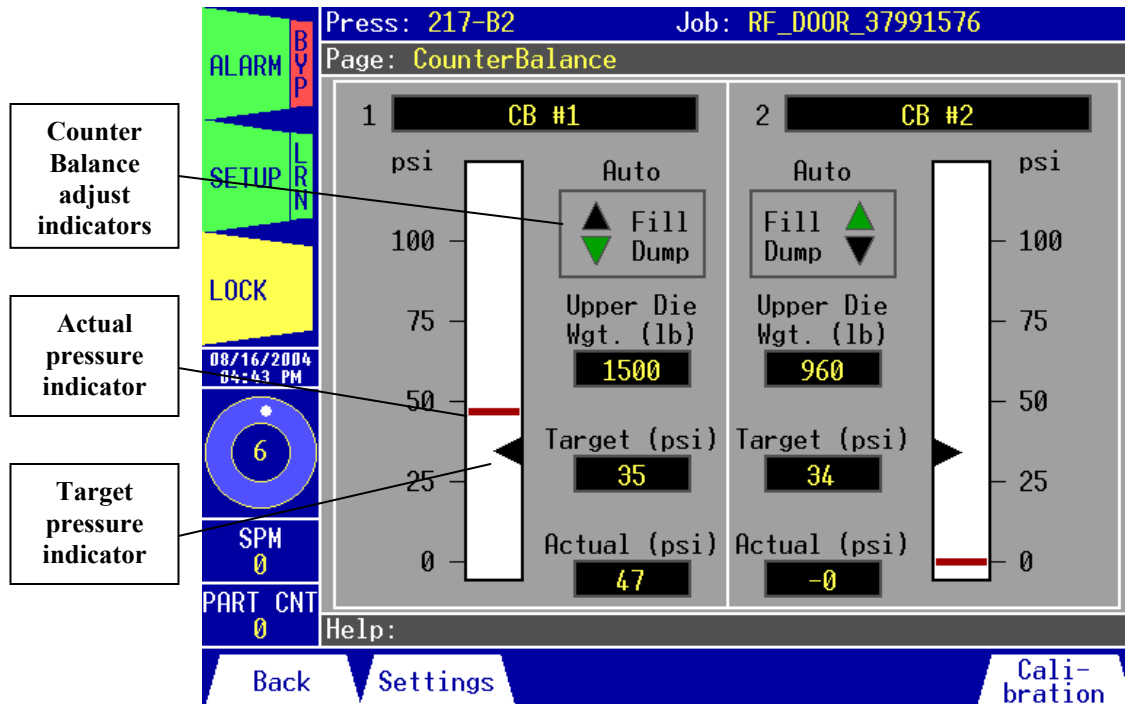 Counter
Balance
adjust
indicators
Actual
pressure
indicator
Target
pressure
indicator
ALARM
BYP
SETUP
LRN
LOCK
08/16/2004
04:43 PM
6
SPM
0
PART CNT
0
Press: 217-B2 Job: RF_DOOR_37991576
Page: CounterBalance
1 CB #1
psi
100
75
50
25
0
Auto
Fill
Dump
Upper Die
Wgt. (lb)
1500
Target (psi)
35
Actual (psi)
47
2 CB #2
Auto
Fill
Dump
Upper Die
Wgt. (lb)
960
Target (psi)
34
Actual (psi)
-0
psi
100
75
50
25
0
Help:
Back
Settings
Cali-
bration